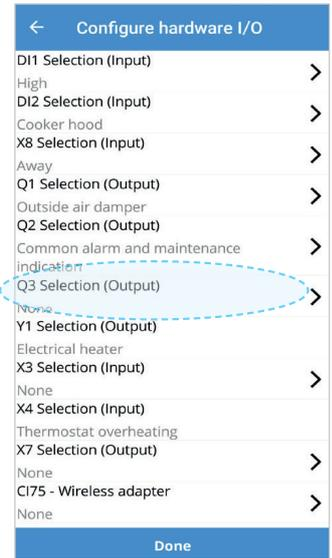 ← Configure hardware I/O
DI1 Selection (Input)
High
DI2 Selection (Input)
Cooker hood
X8 Selection (Input)
Away
Q1 Selection (Output)
Outside air damper
Q2 Selection (Output)
Common alarm and maintenance
indication
Q3 Selection (Output)
None
Y1 Selection (Output)
Electrical heater
X3 Selection (Input)
None
X4 Selection (Input)
Thermostat overheating
X7 Selection (Output)
None
CI75 - Wireless adapter
None
Done